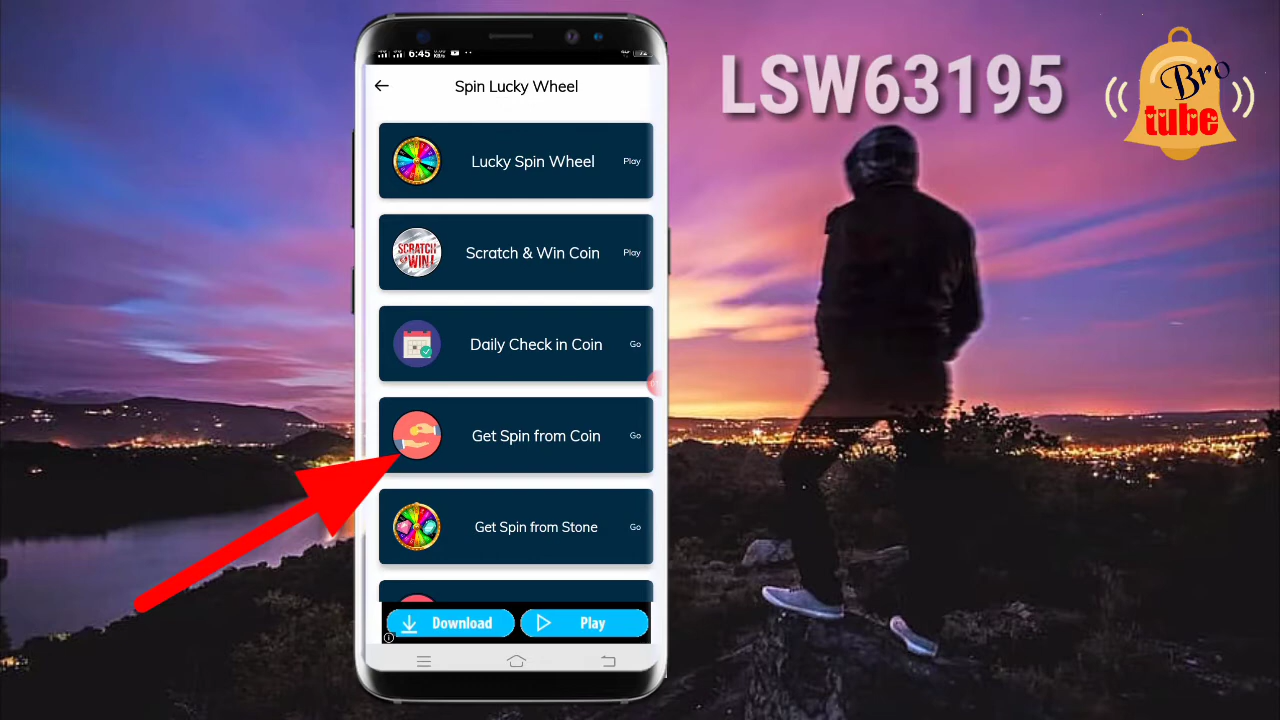 6:45
Spin Lucky Wheel
Lucky Spin Wheel Play
SCRATCH & WIN! Scratch & Win Coin Play
Daily Check in Coin Go
Get Spin from Coin Go
Get Spin from Stone Go
Download Play
LSW63195
Bro
tube